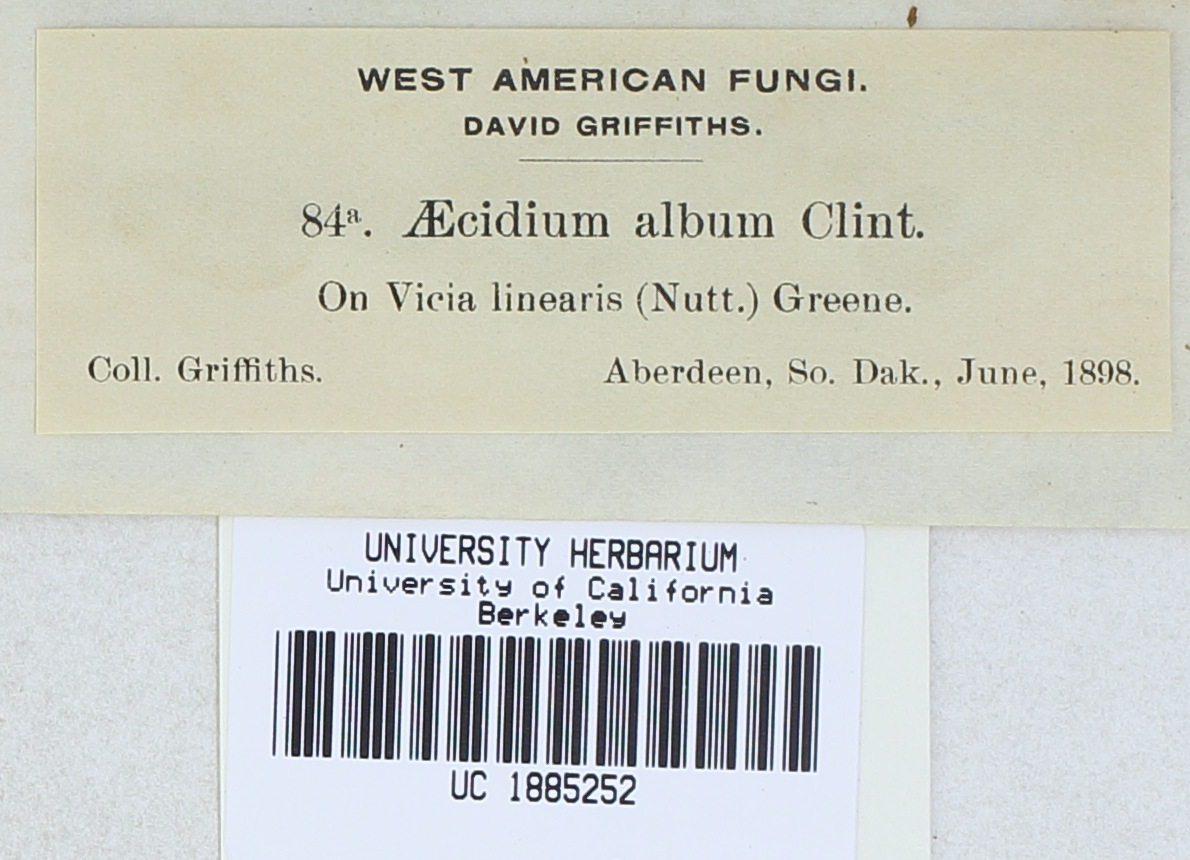 WEST AMERICAN FUNGI.
DAVID GRIFFITHS.
84ª. Æcidium album Clint.
On Vicia linearis (Nutt.) Greene.
Coll. Griffiths. Aberdeen, So. Dak., June, 1898.
UNIVERSITY HERBARIUM
University of California
Berkeley
UC 1885252